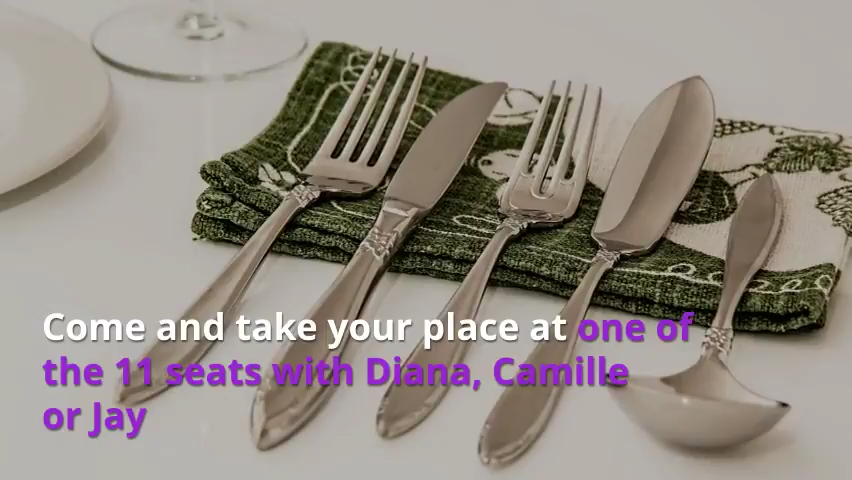 Come and take your place at one of
the 11 seats with Diana, Camille
or Jay